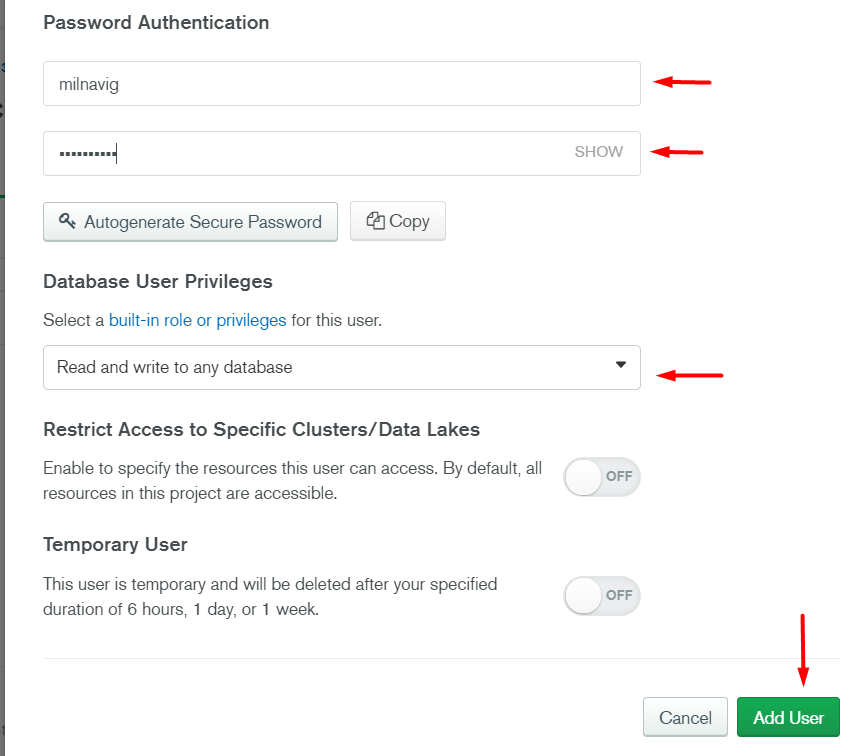 Password Authentication
milnavig
•••••••••• SHOW
Autogenerate Secure Password Copy
Database User Privileges
Select a built-in role or privileges for this user.
Read and write to any database
Restrict Access to Specific Clusters/Data Lakes
Enable to specify the resources this user can access. By default, all
resources in this project are accessible.
OFF
Temporary User
This user is temporary and will be deleted after your specified
duration of 6 hours, 1 day, or 1 week.
OFF
Cancel Add User